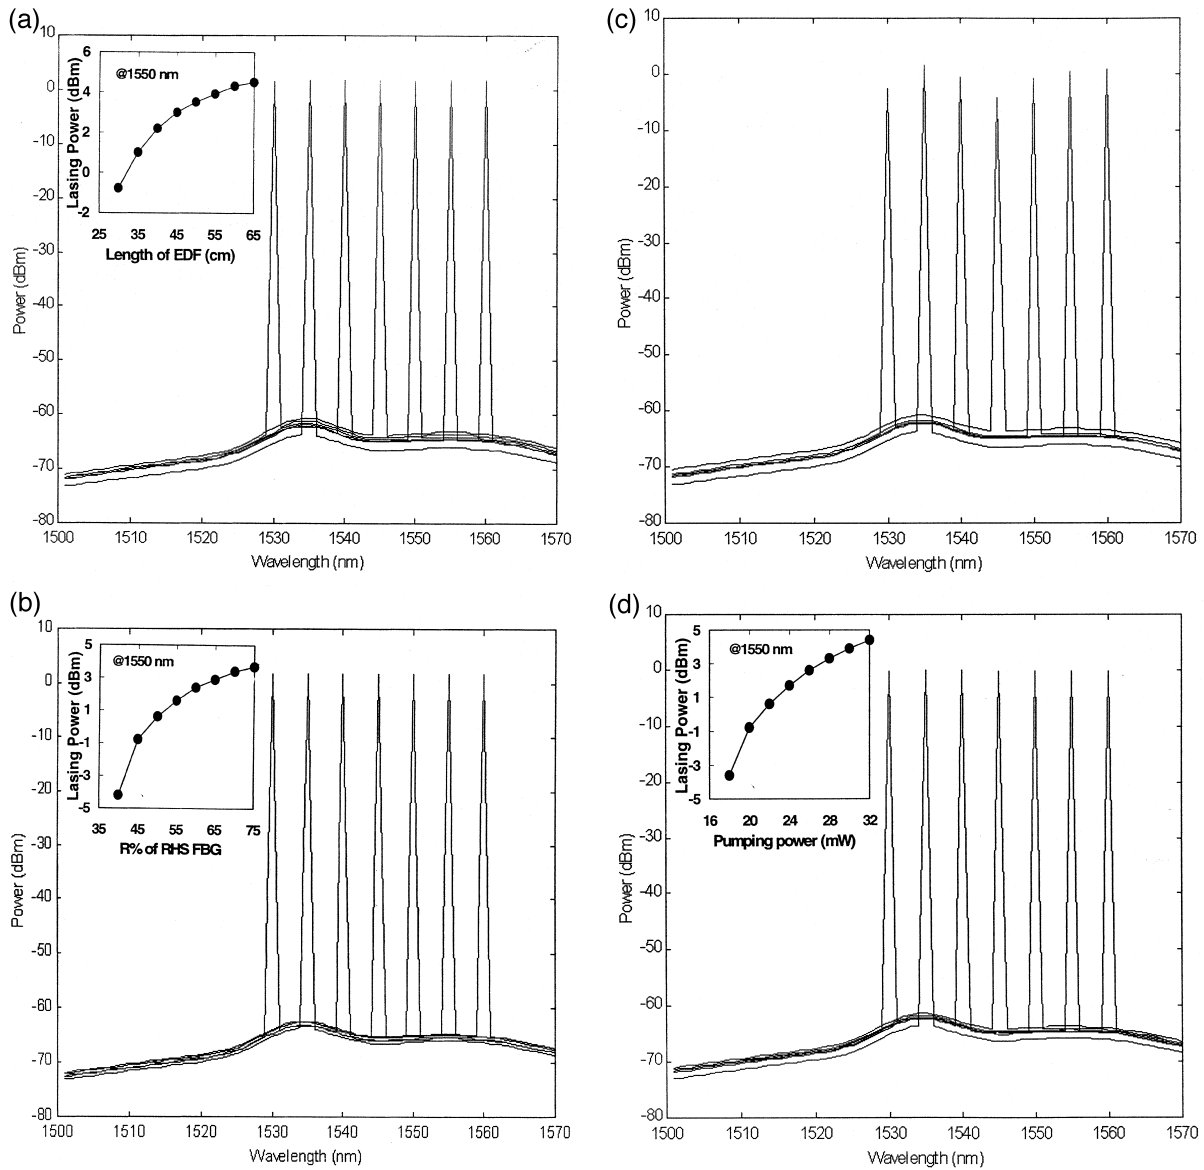 (a)
10
0
-10
-20
-30
-40
-50
-60
-70
-80
Power (dBm)
1500 1510 1520 1530 1540 1550 1560 1570
Wavelength (nm)
@1550 nm
Lasing Power (dBm)
6
4
2
0
-2
25 35 45 55 65
Length of EDF (cm)
(c)
10
0
-10
-20
-30
-40
-50
-60
-70
-80
Power (dBm)
1500 1510 1520 1530 1540 1550 1560 1570
Wavelength (nm)
(b)
10
0
-10
-20
-30
-40
-50
-60
-70
-80
Power (dBm)
1500 1510 1520 1530 1540 1550 1560 1570
Wavelength (nm)
@1550 nm
Lasing Power (dBm)
5
3
1
-1
-3
-5
35 45 55 65 75
R% of RHS FBG
(d)
10
0
-10
-20
-30
-40
-50
-60
-70
-80
Power (dBm)
1500 1510 1520 1530 1540 1550 1560 1570
Wavelength (nm)
@1550 nm
Lasing Power (dBm)
5
3
1
-1
-3
-5
16 20 24 28 32
Pumping power (mW)